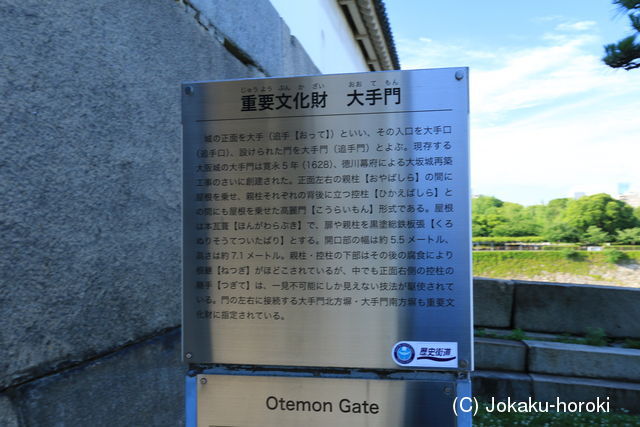 じゅうようぶんかざい おおてもん
重要文化財 大手門
城の正面を大手（追手【おって】）といい、その入口を大手口
（追手口）、設けられた門を大手門（追手門）とよぶ。現存する
大阪城の大手門は寛永５年（1628）、徳川幕府による大坂城再築
工事のさいに創建された。正面左右の親柱【おやばしら】の間に
屋根を乗せ、親柱それぞれの背後に立つ控柱【ひかえばしら】と
の間にも屋根を乗せた高麗門【こうらいもん】形式である。屋根
は本瓦葺【ほんがわらぶき】で、扉や親柱を黒塗総鉄板張【くろ
ぬりそうてついたばり】とする。開口部の幅は約5.5メートル、
高さは約7.1メートル。親柱・控柱の下部はその後の腐食により
根継【ねつぎ】がほどこされているが、中でも正面右側の控柱の
継手【つぎて】は、一見不可能にしか見えない技法が駆使されて
いる。門の左右に接続する大手門北方塀・大手門南方塀も重要文
化財に指定されている。
歴史街道
Otemon Gate
(C) Jokaku-horoki